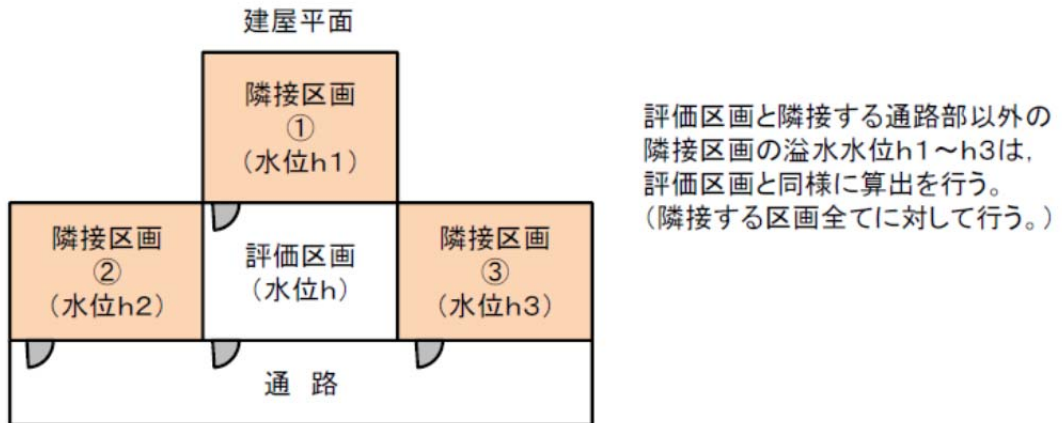 建屋平面
隣接区画
①
（水位h1）
隣接区画
②
（水位h2）
評価区画
（水位h）
隣接区画
③
（水位h3）
通 路
評価区画と隣接する通路部以外の
隣接区画の溢水水位h1～h3は，
評価区画と同様に算出を行う。
（隣接する区画全てに対して行う。）